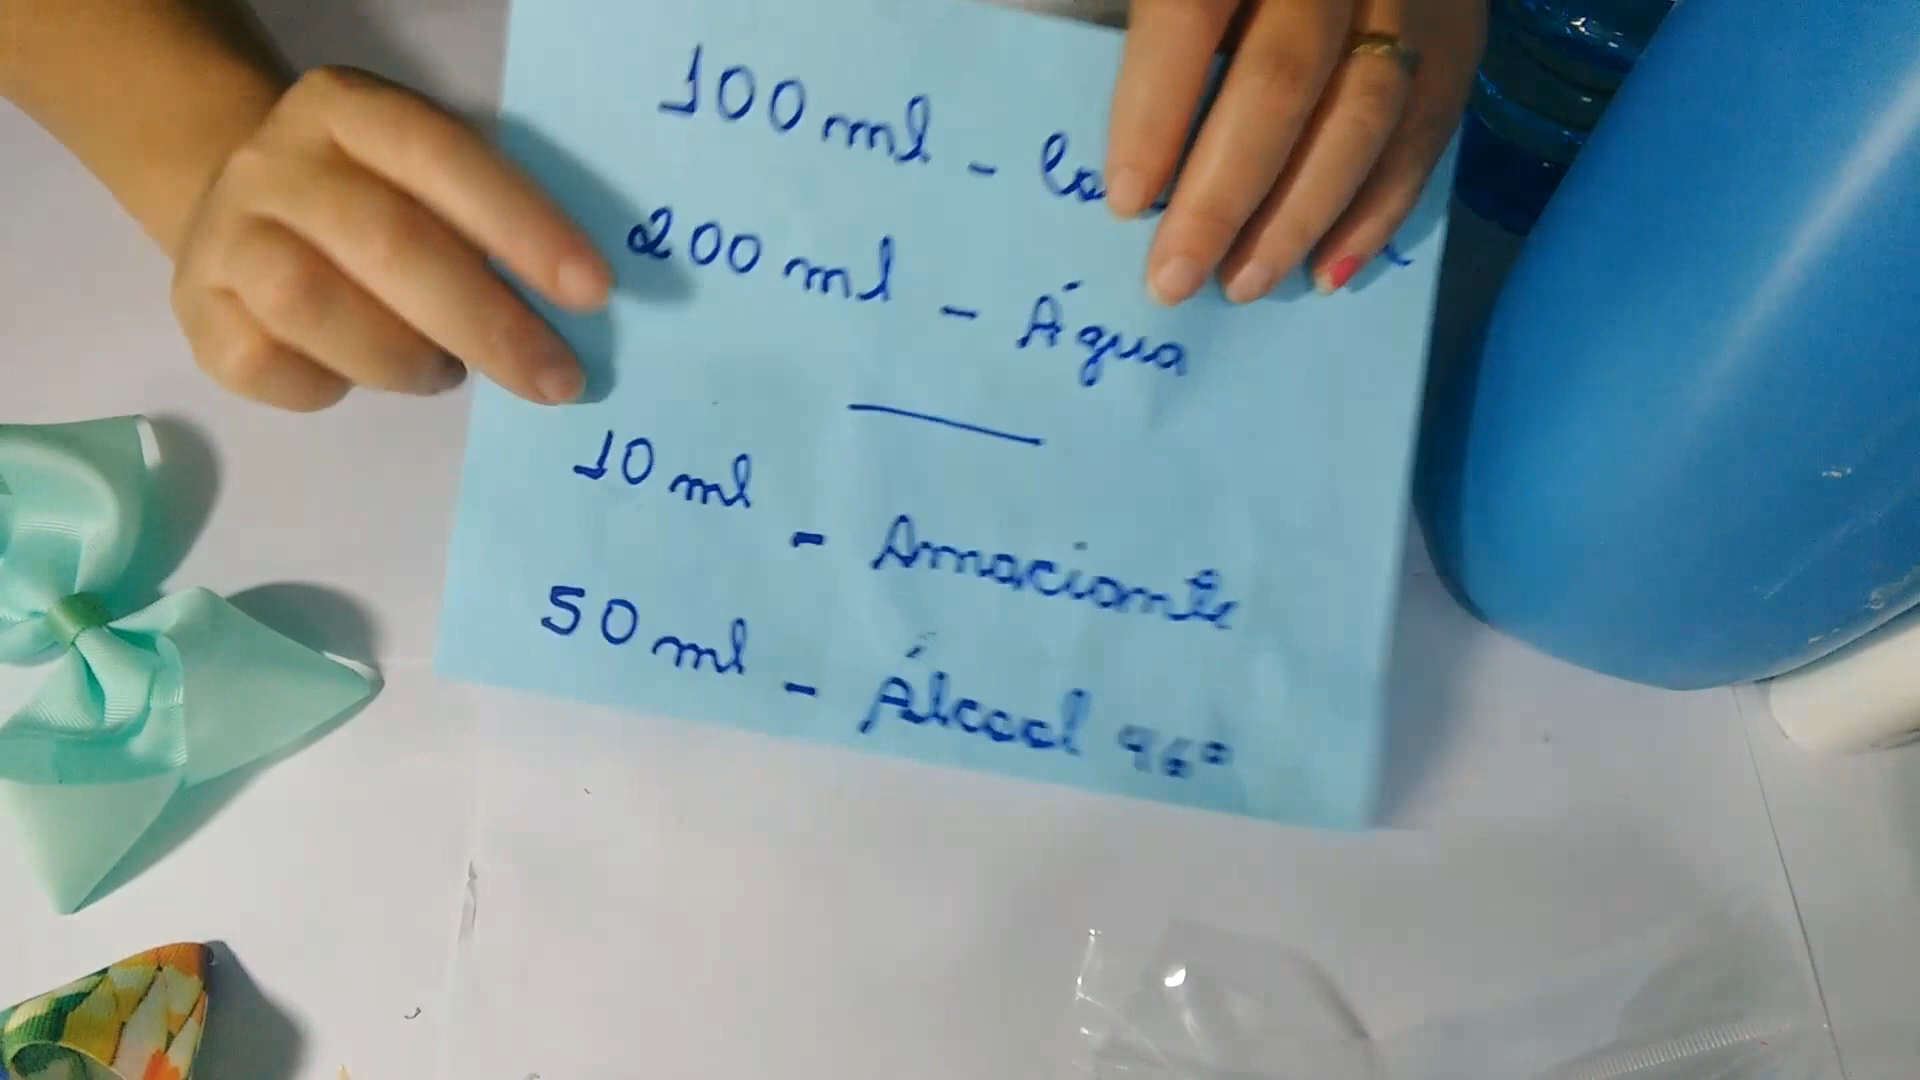 100 ml -
200 ml - Água
10 ml - Amaciante
50 ml - Álcool 96°